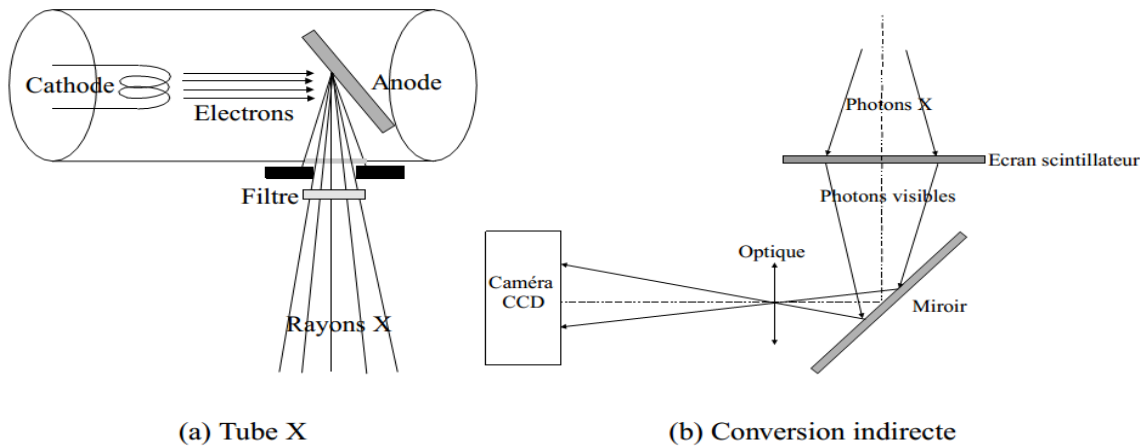 Cathode
Electrons
Anode
Filtre
Rayons X
(a) Tube X
Photons X
Ecran scintillateur
Photons visibles
Optique
Caméra
CCD
Miroir
(b) Conversion indirecte